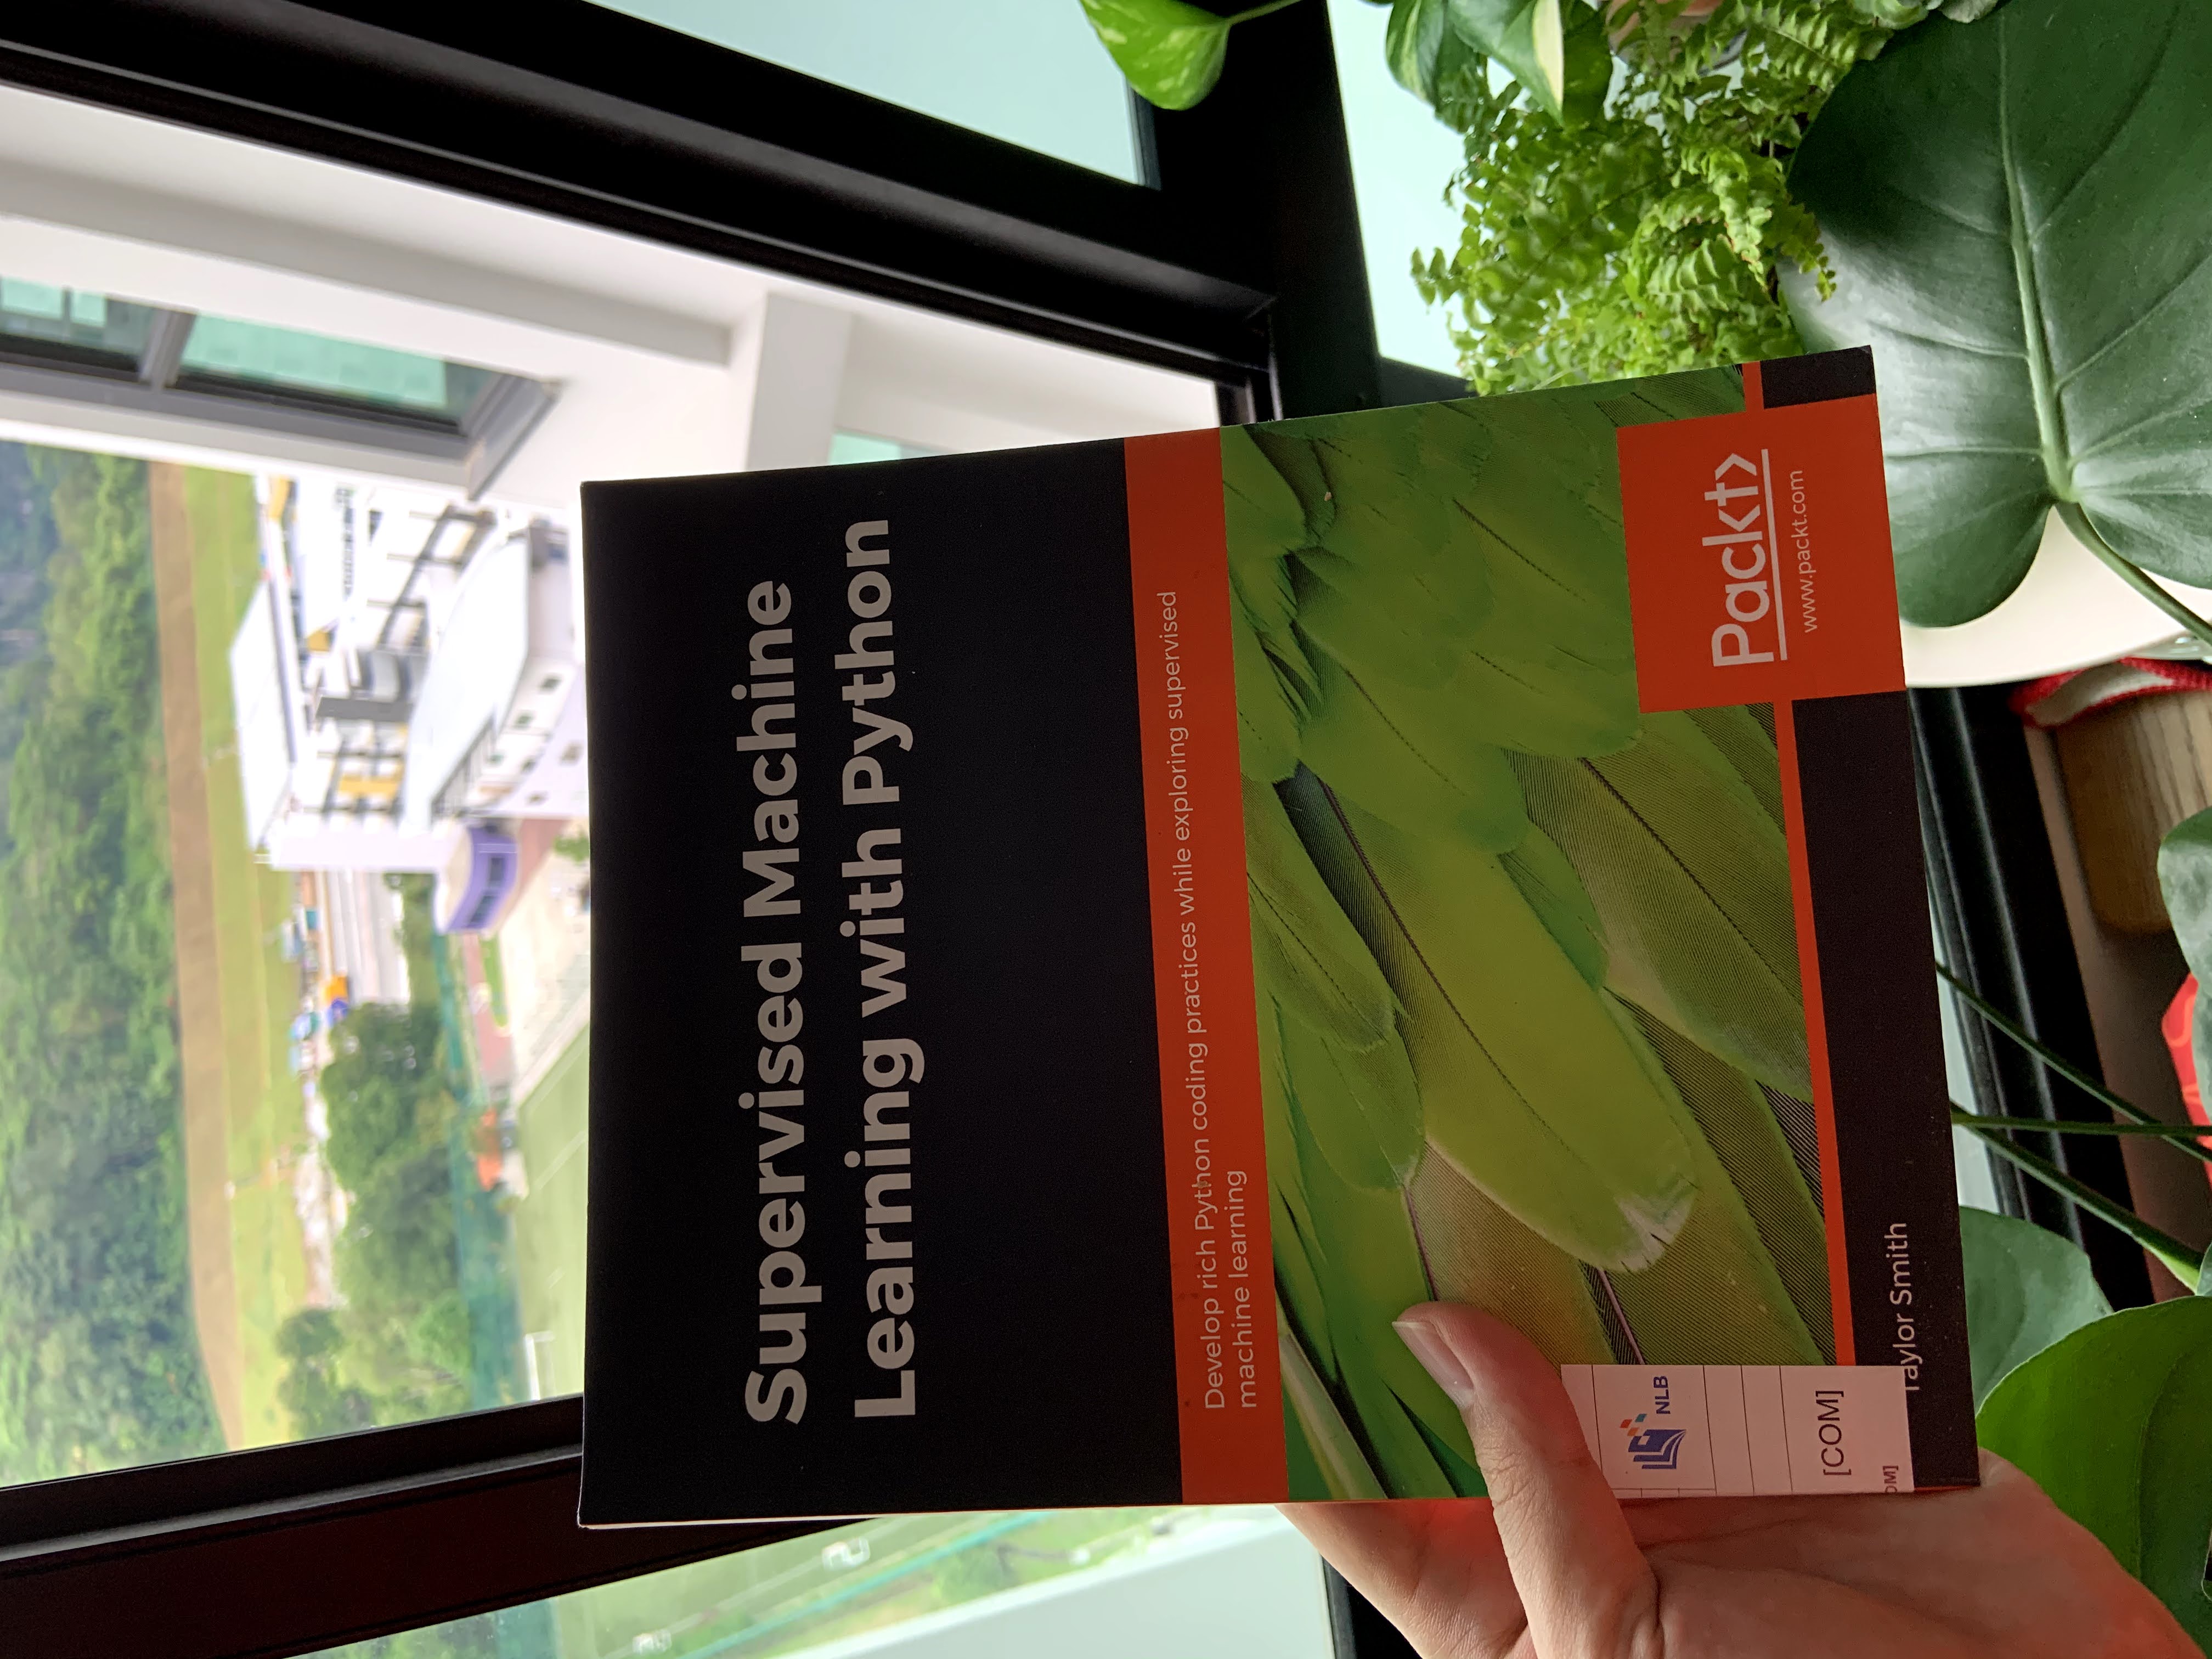 Supervised Machine
Learning with Python
Develop rich Python coding practices while exploring supervised
machine learning
NLB
[COM]
OM]
Packt>
www.packt.com
Taylor Smith